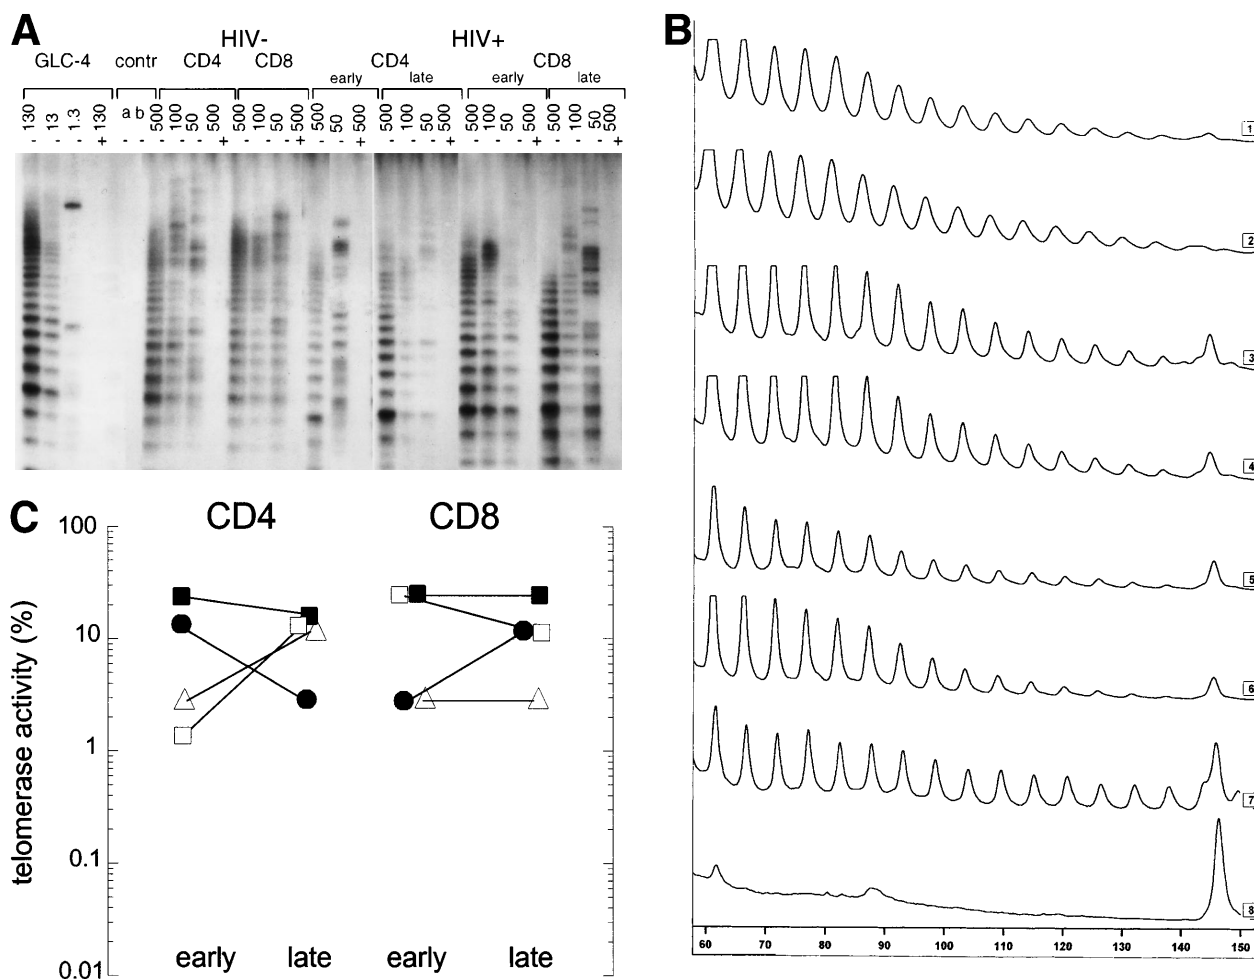 A
HIV-
HIV+
GLC-4
contr
CD4
CD8
CD4
CD8
early
late
early
late
130 13 1.3 130 a b 500 100 50 500 500 100 50 500 500 50 500 500 100 50 500 500 100 50 500 500 100 50 500
- - - + - - - - - + - - - + - - + - - - + - - - + - - - +
B
1
2
3
4
5
6
7
8
60 70 80 90 100 110 120 130 140 150
C
CD4
CD8
telomerase activity (%)
100
10
1
0.1
0.01
early
late
early
late